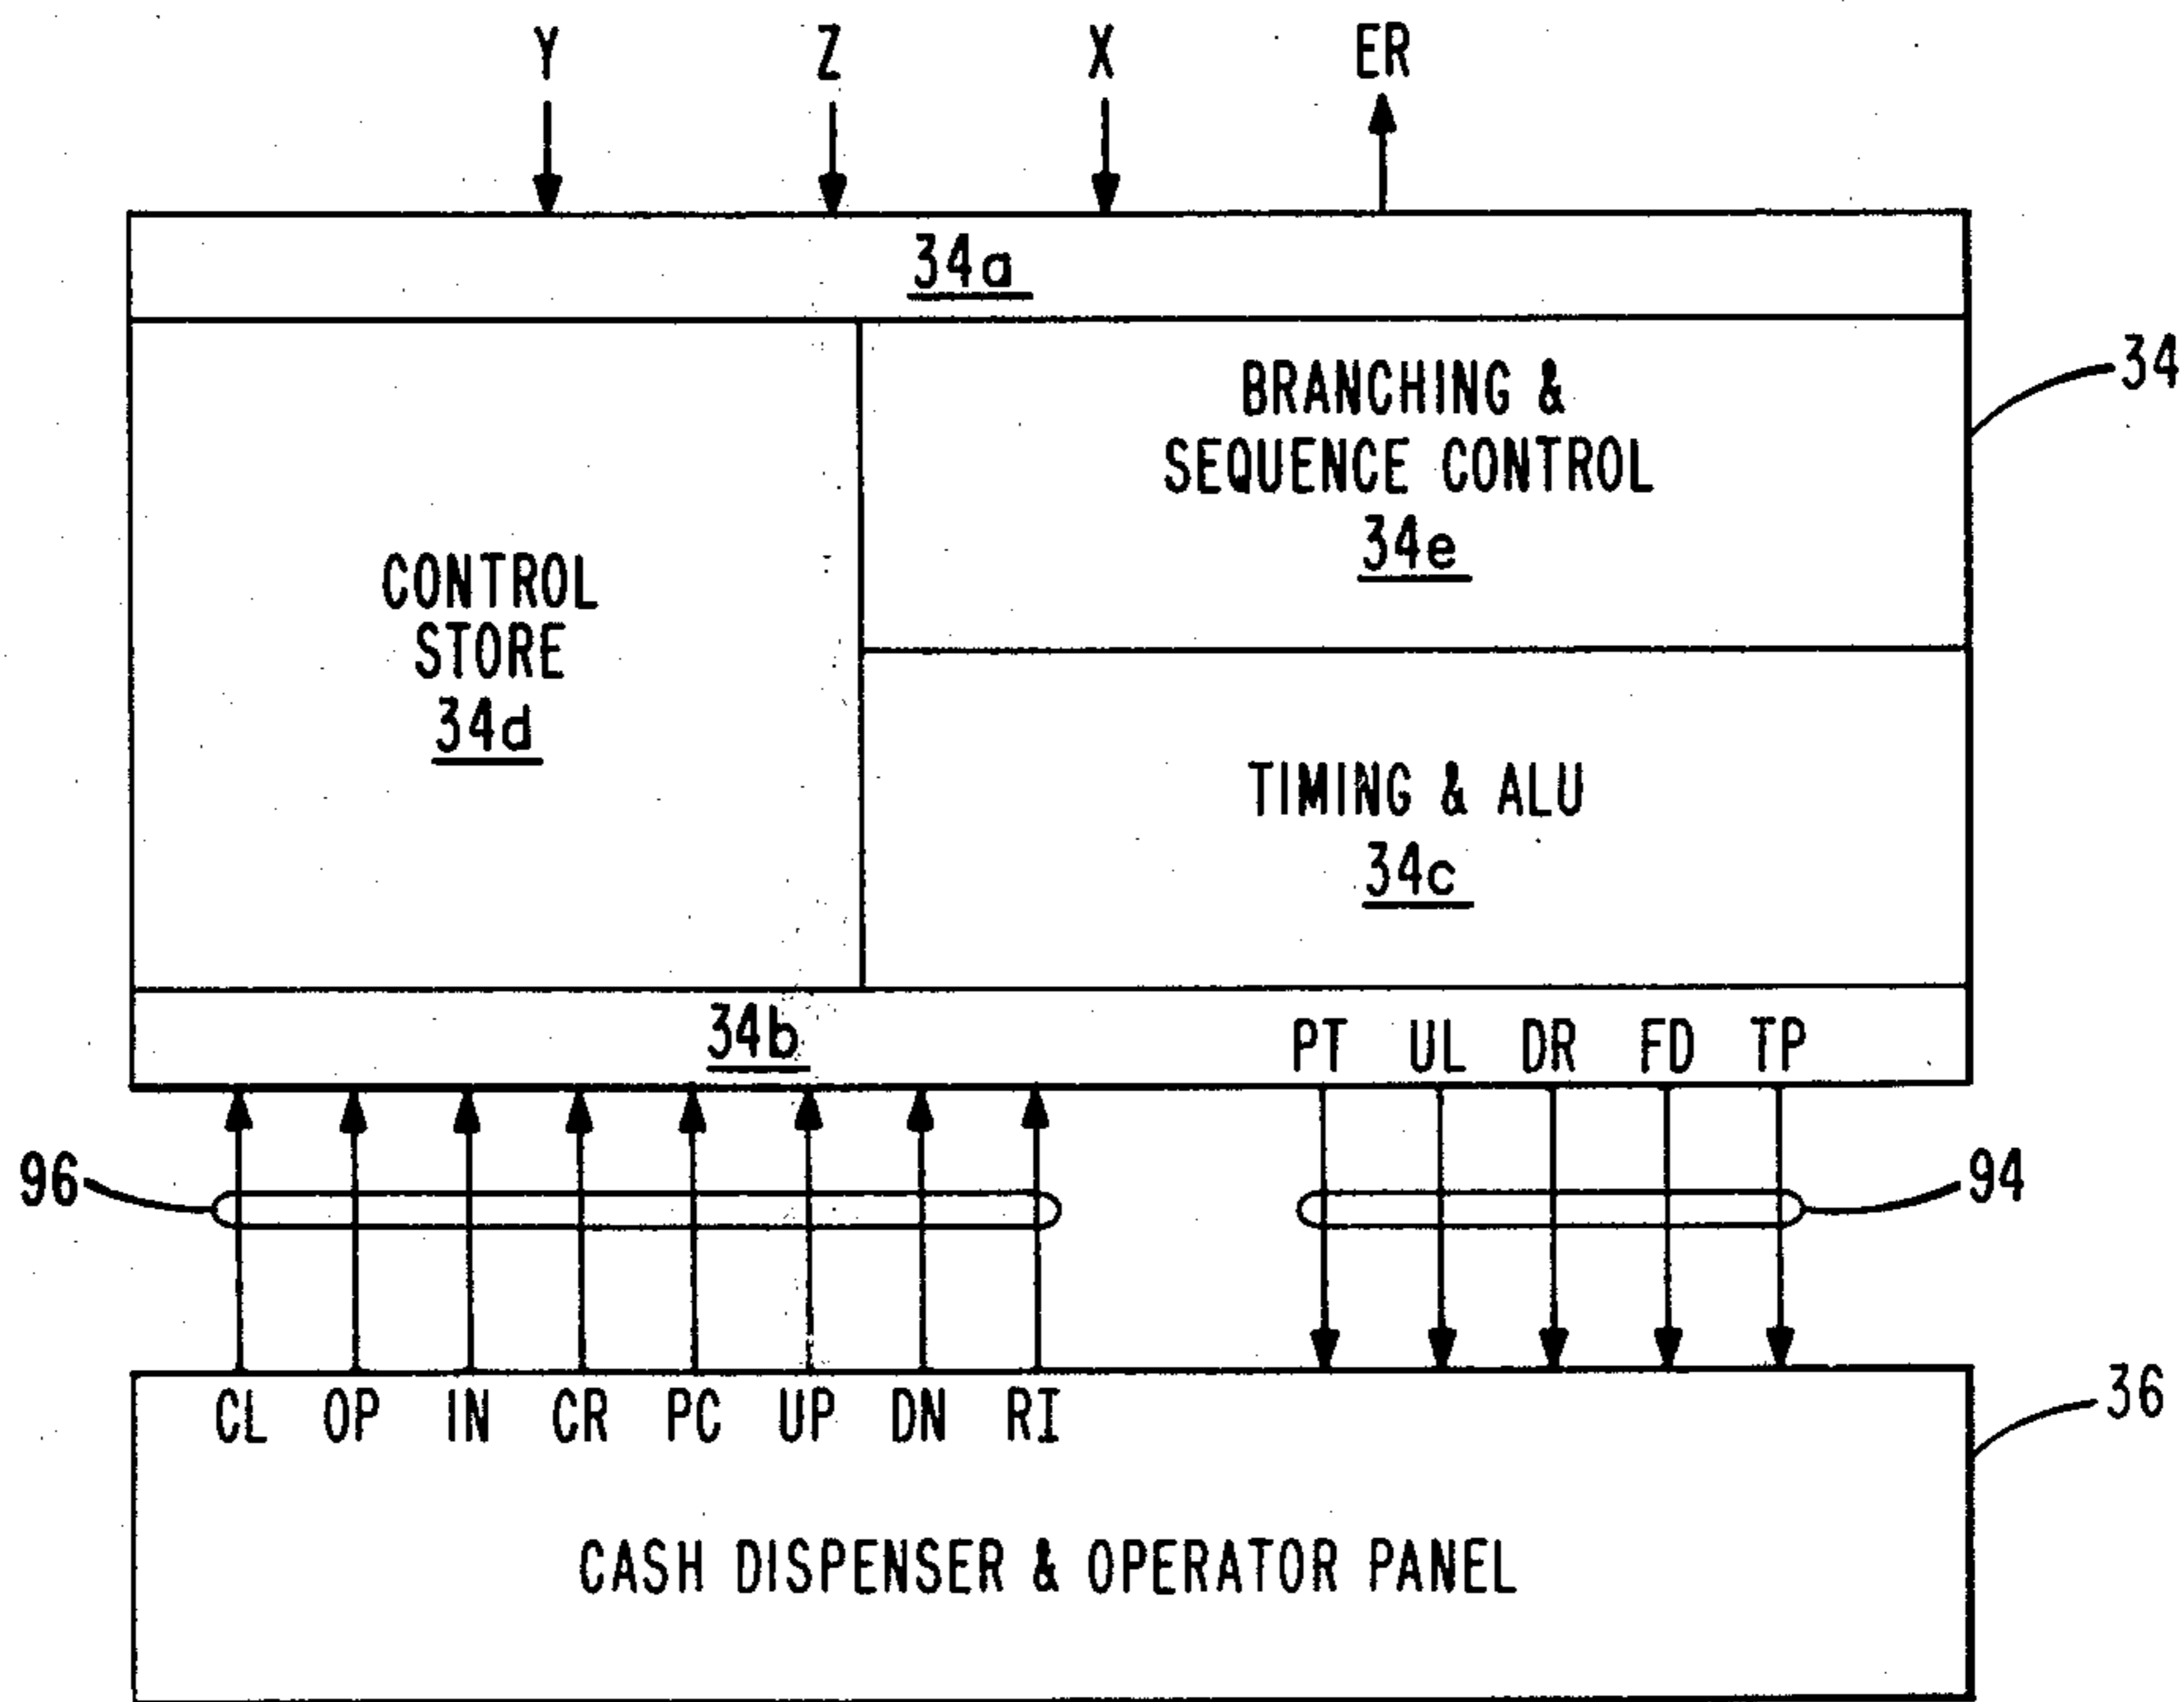 Y Z X ER
34a
BRANCHING &
SEQUENCE CONTROL
34e
34
CONTROL
STORE
34d
TIMING & ALU
34c
34b
PT UL DR FD TP
96
94
CL OP IN CR PC UP DN RI
36
CASH DISPENSER & OPERATOR PANEL